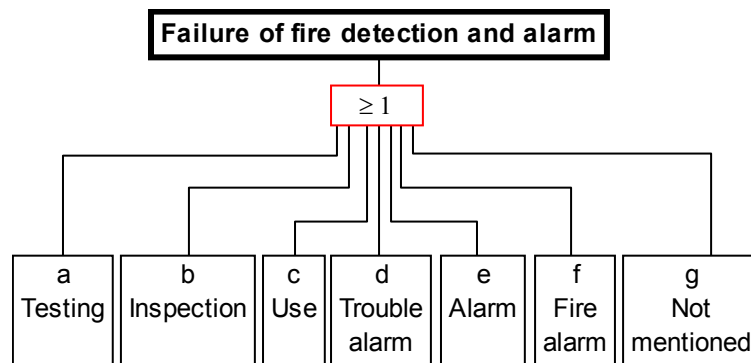 Failure of fire detection and alarm
≥ 1
a
Testing
b
Inspection
c
Use
d
Trouble
alarm
e
Alarm
f
Fire
alarm
g
Not
mentioned